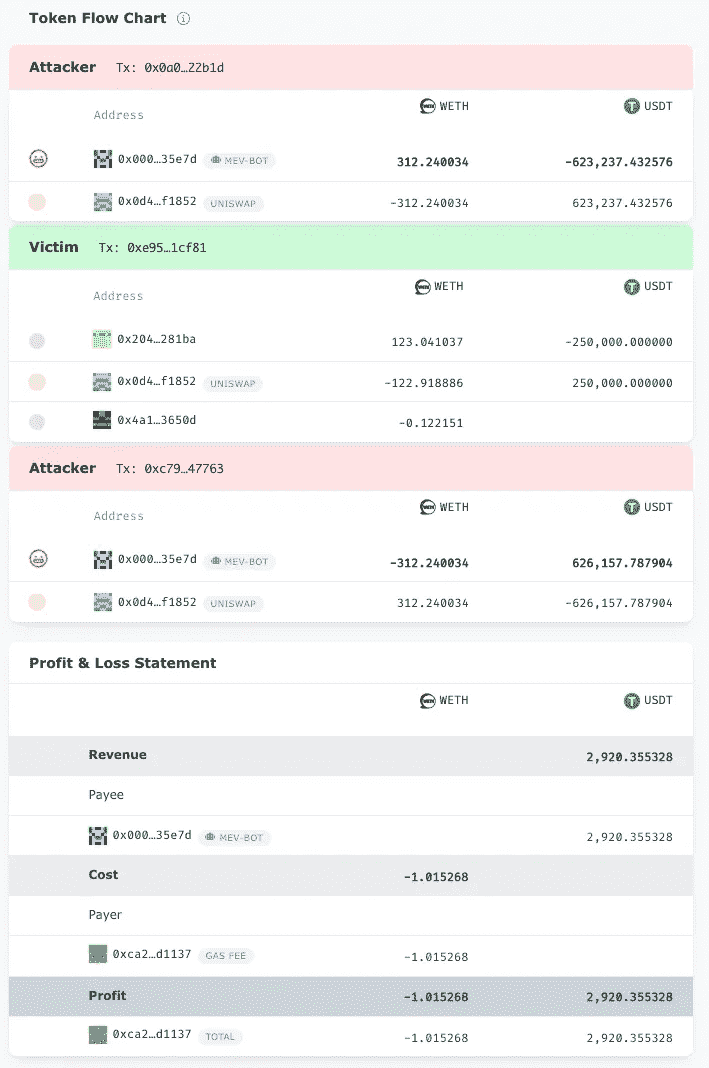 Token Flow Chart
Attacker Tx: 0x0a0…22b1d
Address WETH USDT
0x000…35e7d MEV-BOT 312.240034 -623,237.432576
0x0d4…f1852 UNISWAP -312.240034 623,237.432576
Victim Tx: 0xe95…1cf81
Address WETH USDT
0x204…281ba 123.041037 -250,000.000000
0x0d4…f1852 UNISWAP -122.918886 250,000.000000
0x4a1…3650d -0.122151
Attacker Tx: 0xc79…47763
Address WETH USDT
0x000…35e7d MEV-BOT -312.240034 626,157.787904
0x0d4…f1852 UNISWAP 312.240034 -626,157.787904
Profit & Loss Statement
WETH USDT
Revenue 2,920.355328
Payee
0x000…35e7d MEV-BOT 2,920.355328
Cost -1.015268
Payer
0xca2…d1137 GAS FEE -1.015268
Profit -1.015268 2,920.355328
0xca2…d1137 TOTAL -1.015268 2,920.355328